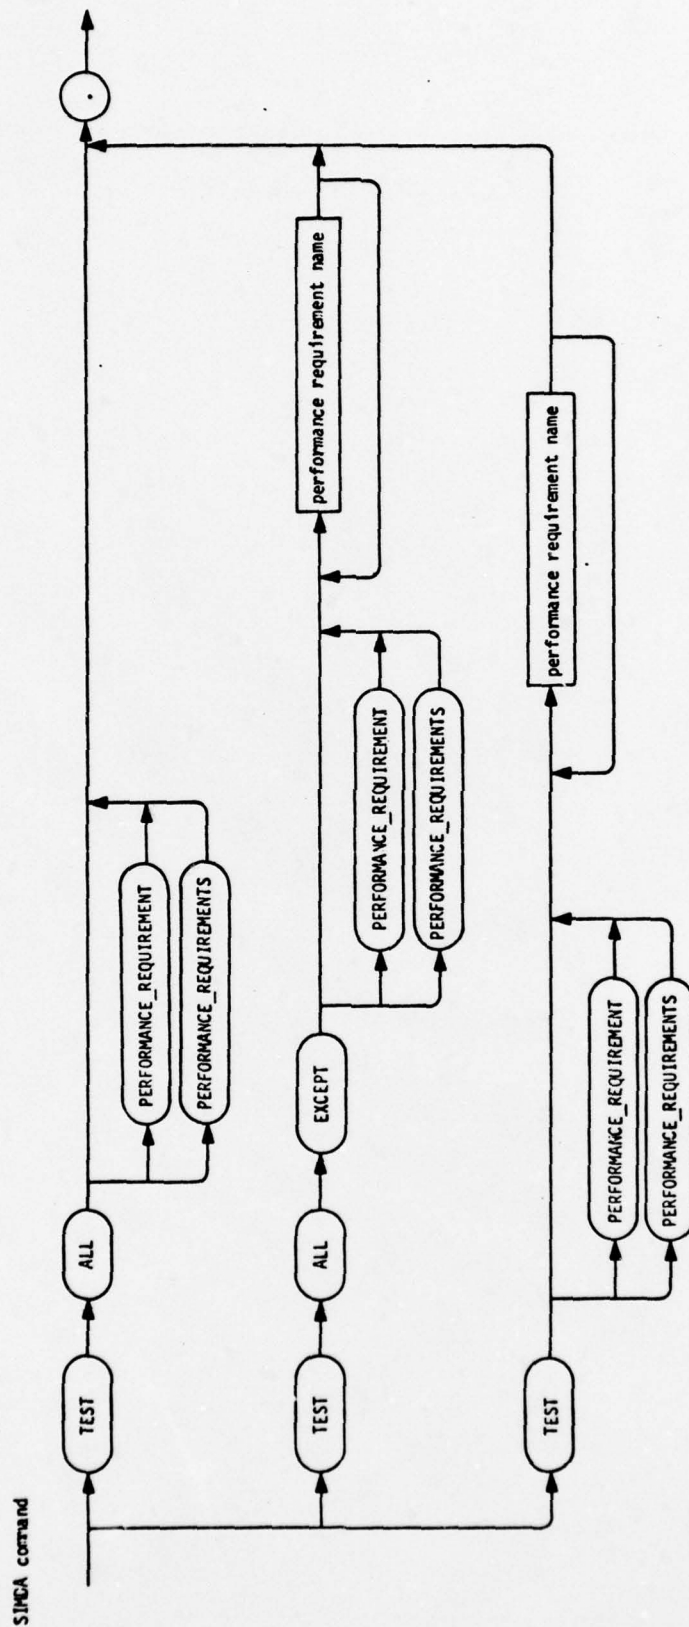 SIMDA command
TEST
ALL
PERFORMANCE_REQUIREMENT
PERFORMANCE_REQUIREMENTS
.
TEST
ALL
EXCEPT
PERFORMANCE_REQUIREMENT
PERFORMANCE_REQUIREMENTS
performance requirement name
TEST
PERFORMANCE_REQUIREMENT
PERFORMANCE_REQUIREMENTS
performance requirement name